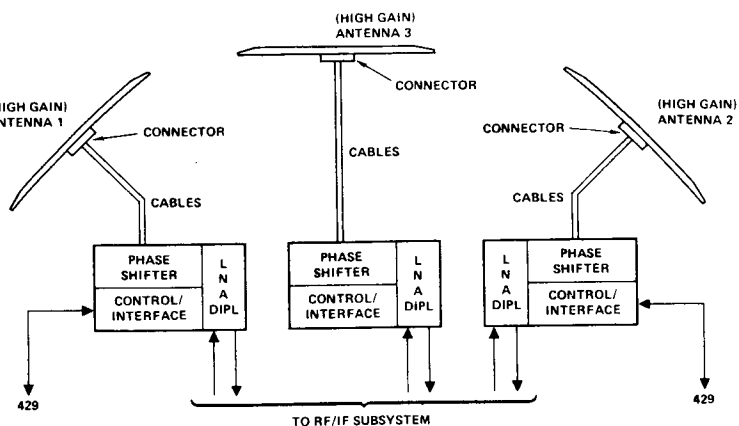 (HIGH GAIN)
ANTENNA 3
CONNECTOR
CABLES
HIGH GAIN)
NTENNA 1
CONNECTOR
CABLES
(HIGH GAIN)
ANTENNA 2
CONNECTOR
CABLES
PHASE
SHIFTER
CONTROL/
INTERFACE
L
N
A
DIPL
PHASE
SHIFTER
CONTROL/
INTERFACE
L
N
A
DIPL
L
N
A
DIPL
PHASE
SHIFTER
CONTROL/
INTERFACE
429
429
TO RF/IF SUBSYSTEM